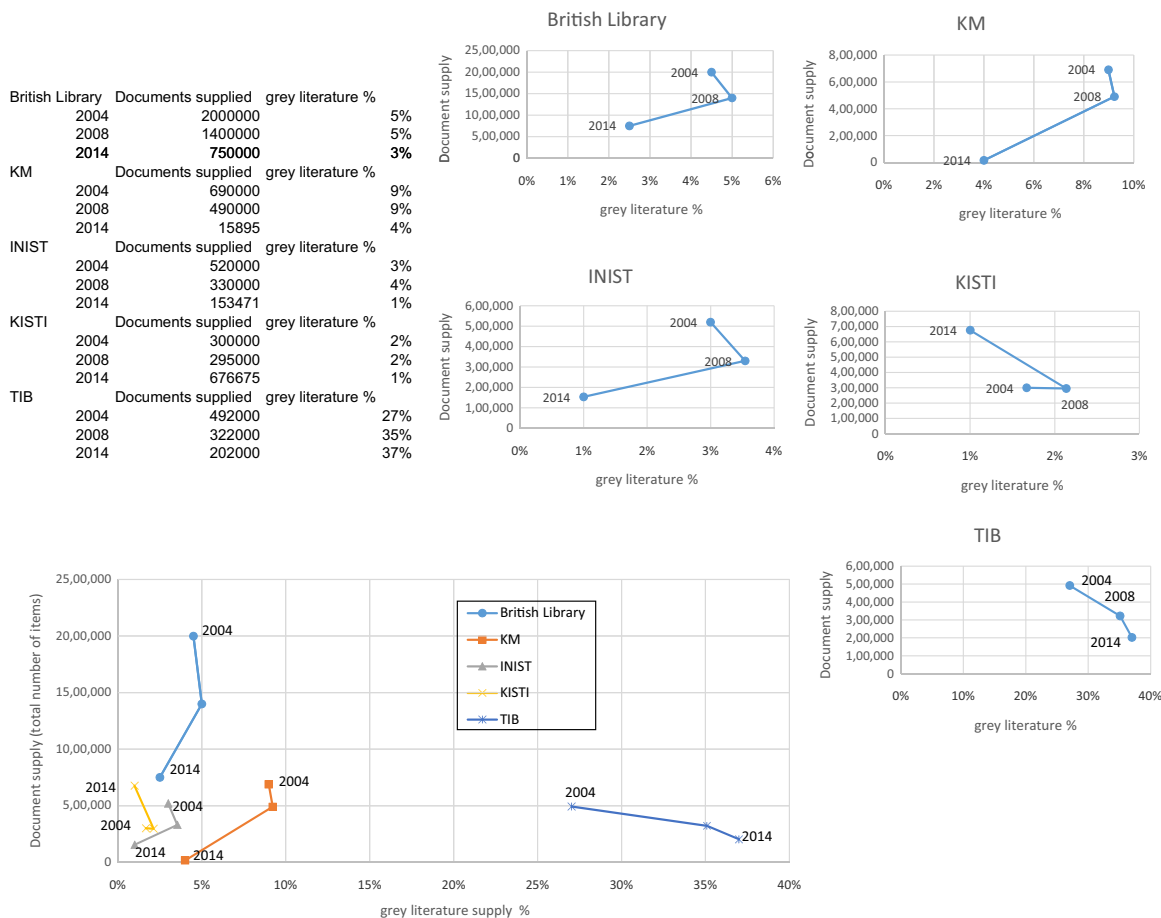 British Library Documents supplied grey literature %
2004 2000000 5%
2008 1400000 5%
2014 750000 3%
KM Documents supplied grey literature %
2004 690000 9%
2008 490000 9%
2014 15895 4%
INIST Documents supplied grey literature %
2004 520000 3%
2008 330000 4%
2014 153471 1%
KISTI Documents supplied grey literature %
2004 300000 2%
2008 295000 2%
2014 676675 1%
TIB Documents supplied grey literature %
2004 492000 27%
2008 322000 35%
2014 202000 37%
British Library
Document supply
25,00,000
20,00,000
15,00,000
10,00,000
5,00,000
0
2004
2008
2014
0% 1% 2% 3% 4% 5% 6%
grey literature %
KM
Document supply
8,00,000
6,00,000
4,00,000
2,00,000
0
2004
2008
2014
0% 2% 4% 6% 8% 10%
grey literature %
INIST
Document supply
6,00,000
5,00,000
4,00,000
3,00,000
2,00,000
1,00,000
0
2004
2008
2014
0% 1% 2% 3% 4%
grey literature %
KISTI
Document supply
8,00,000
7,00,000
6,00,000
5,00,000
4,00,000
3,00,000
2,00,000
1,00,000
0
2014
2004
2008
0% 1% 2% 3%
grey literature %
TIB
Document supply
6,00,000
5,00,000
4,00,000
3,00,000
2,00,000
1,00,000
0
2004
2008
2014
0% 10% 20% 30% 40%
grey literature %
Document supply (total number of items)
25,00,000
20,00,000
15,00,000
10,00,000
5,00,000
0
British Library
KM
INIST
KISTI
TIB
2004
2014
2014
2004
2004
2004
2014
2014
2004
2014
0% 5% 10% 15% 20% 25% 30% 35% 40%
grey literature supply %